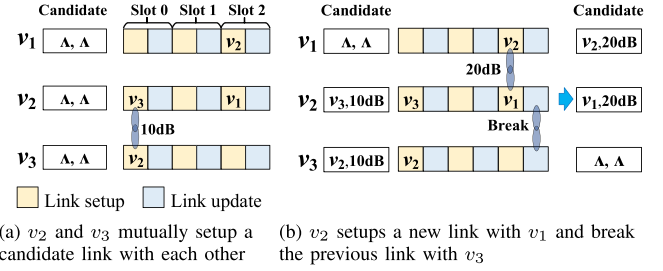 Candidate Slot 0 Slot 1 Slot 2 Candidate Candidate
v1 Λ, Λ v2 v1 Λ, Λ v2 v2,20dB
20dB
v2 Λ, Λ v3 v1 v2 v3,10dB v3 v1 v1,20dB
10dB Break
v3 Λ, Λ v2 v3 v2,10dB v2 Λ, Λ
Link setup Link update
(a) v2 and v3 mutually setup a
candidate link with each other
(b) v2 setups a new link with v1 and break
the previous link with v3